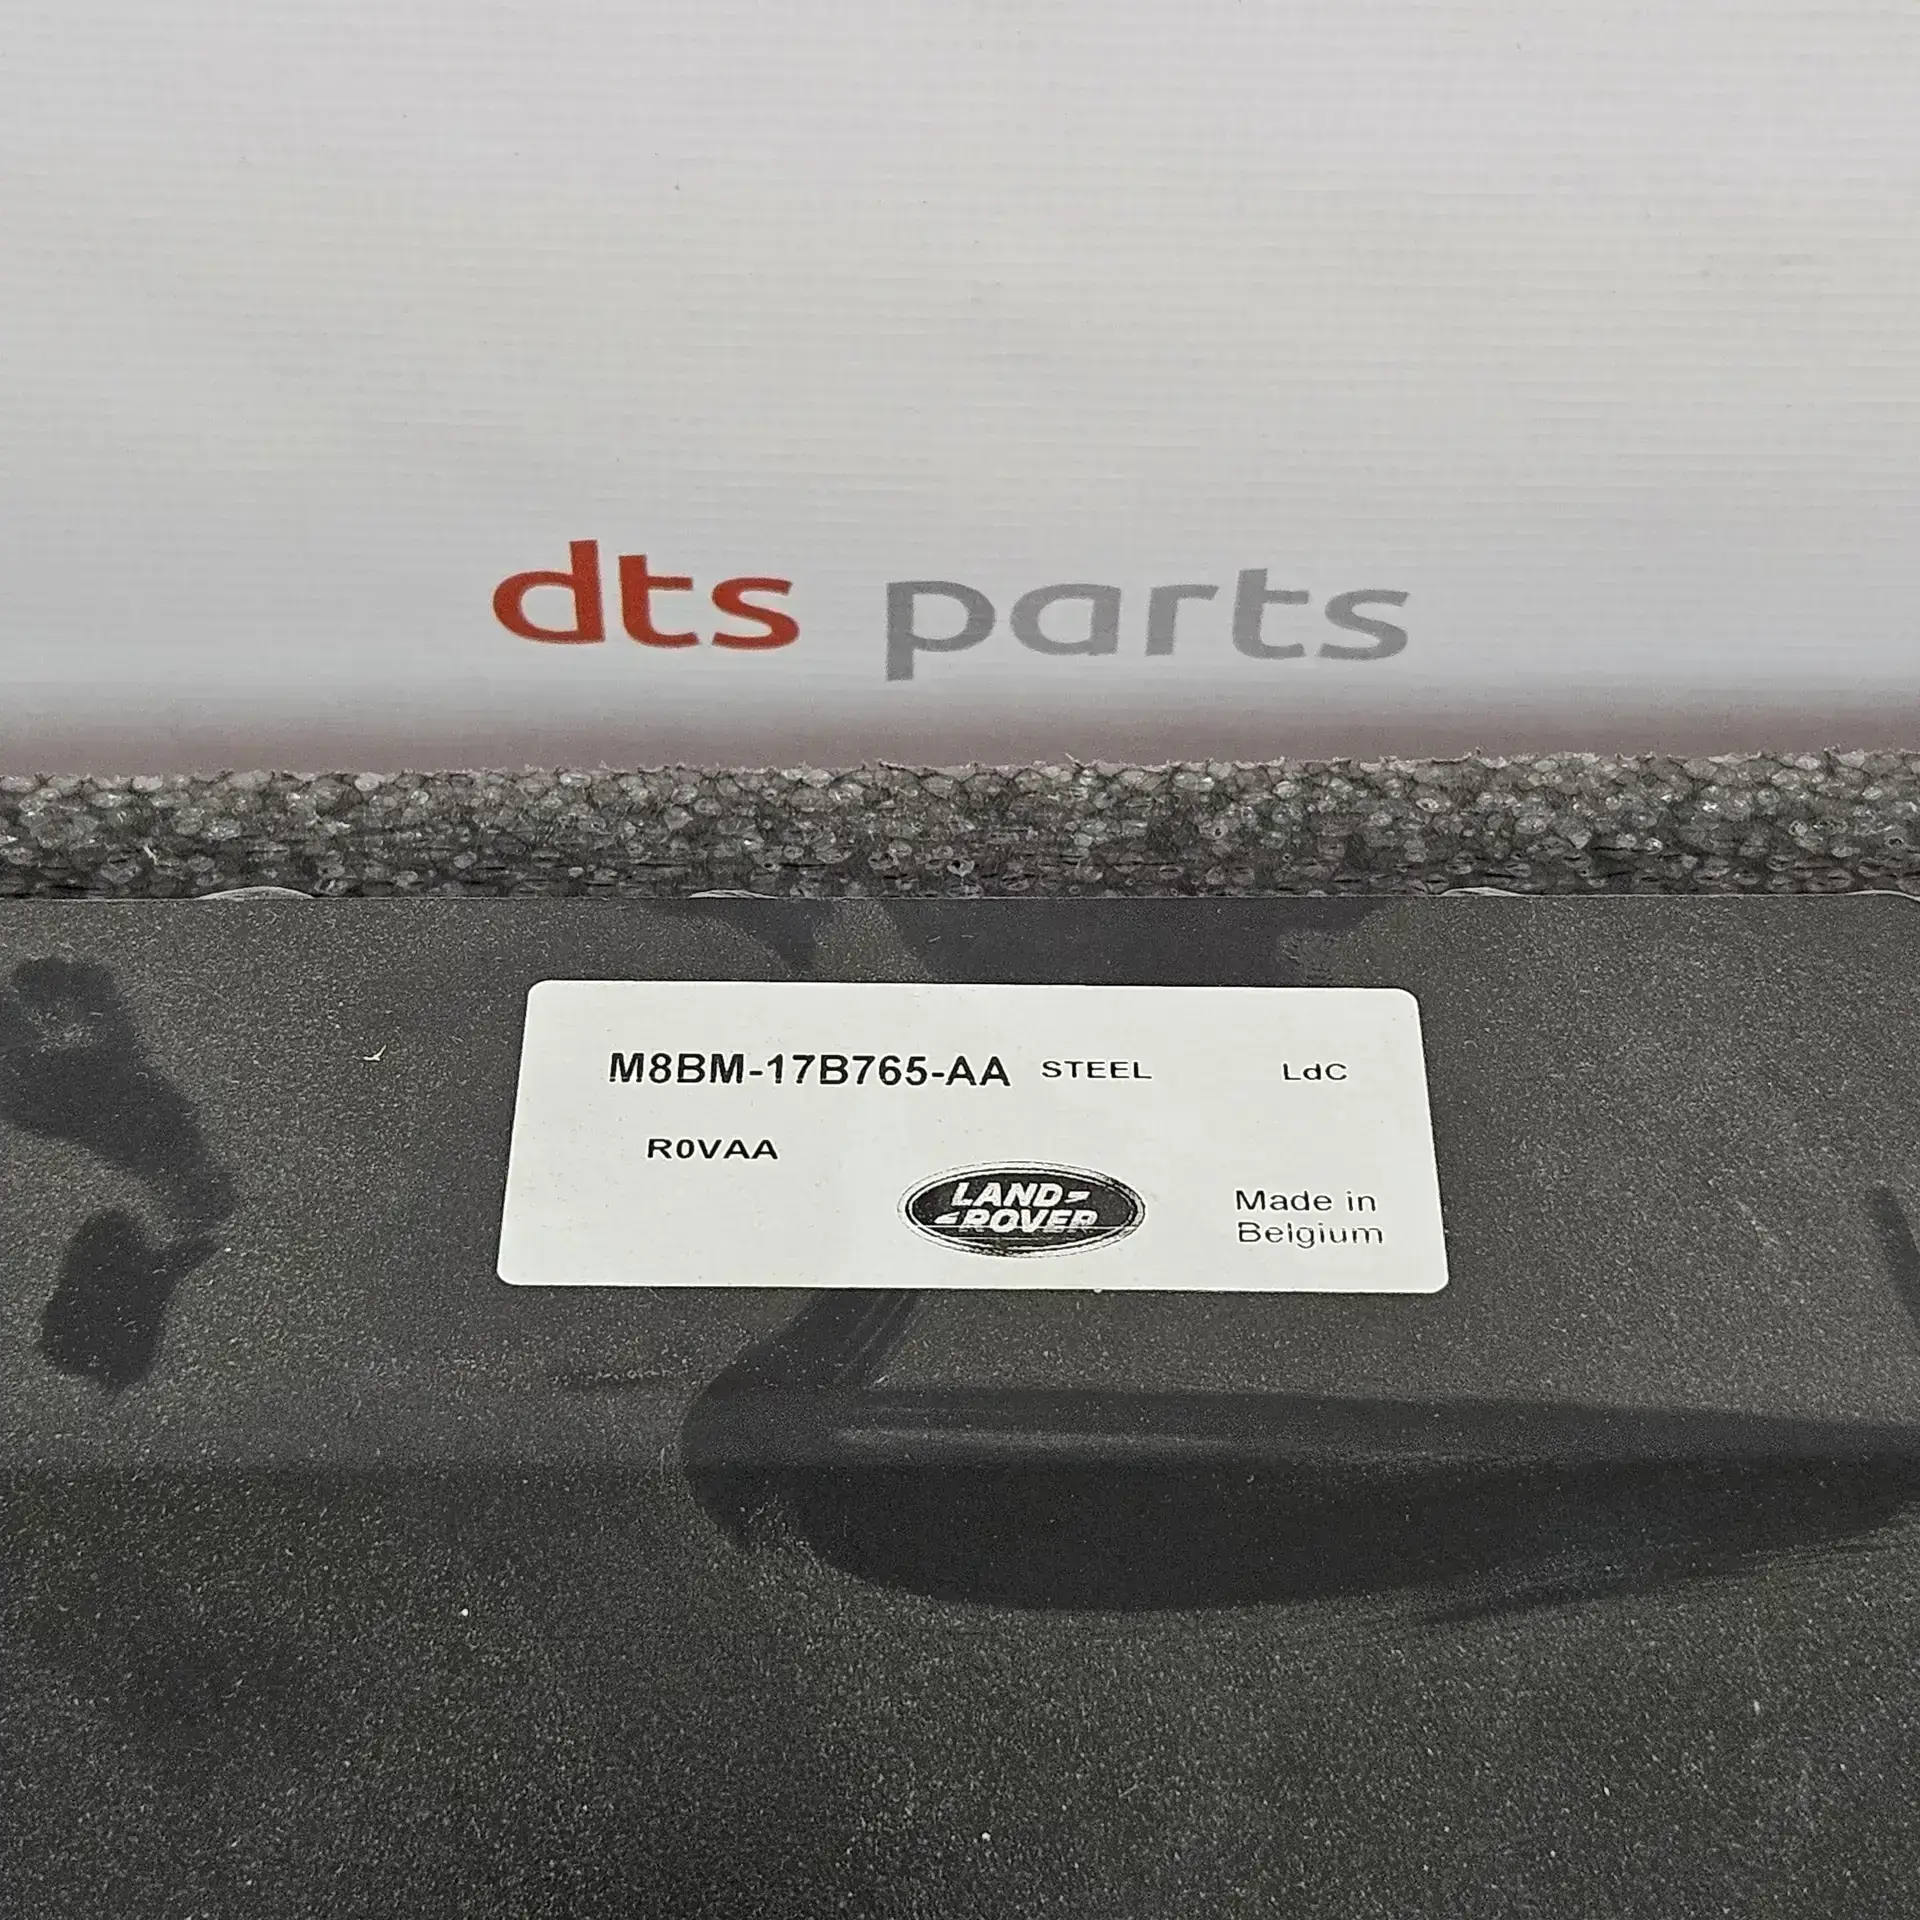 dts parts
M8BM-17B765-AA STEEL LdC
R0VAA
LAND
ROVER
Made in
Belgium